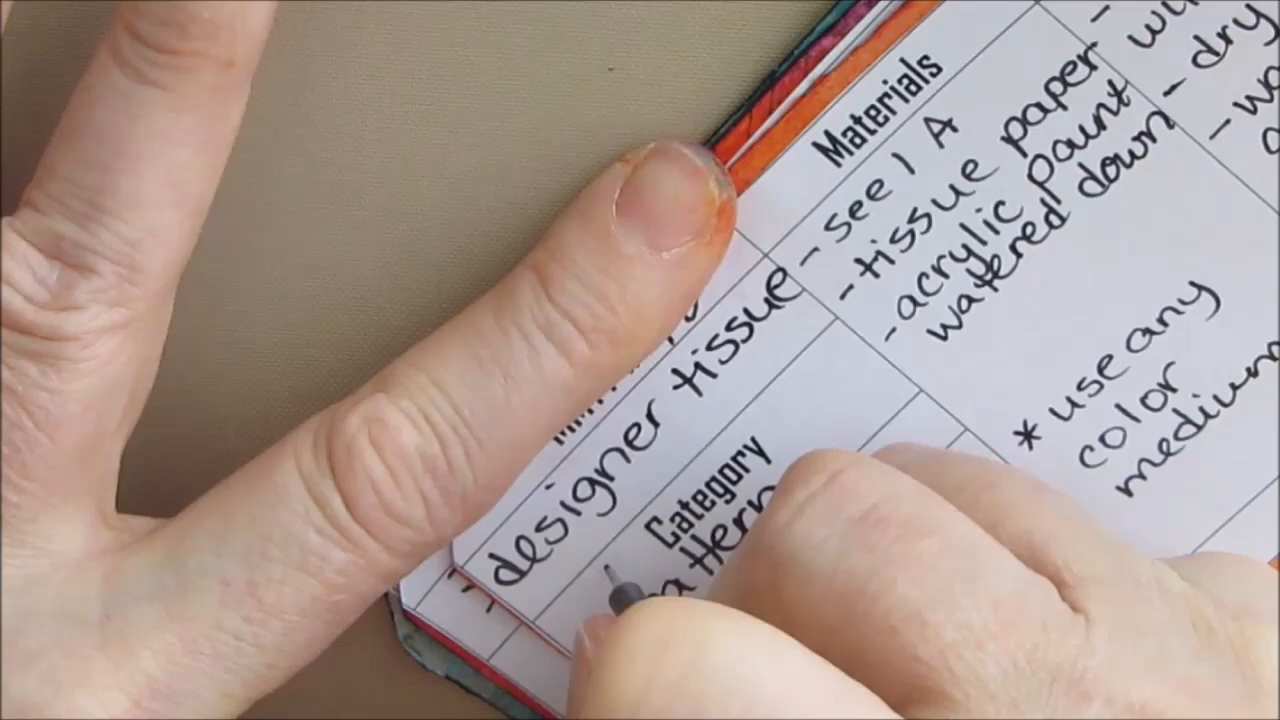 Materials
- see 1 A
- tissue paper
- acrylic paint
watered down
* use any
color
medium
- dry
designer tissue
Category